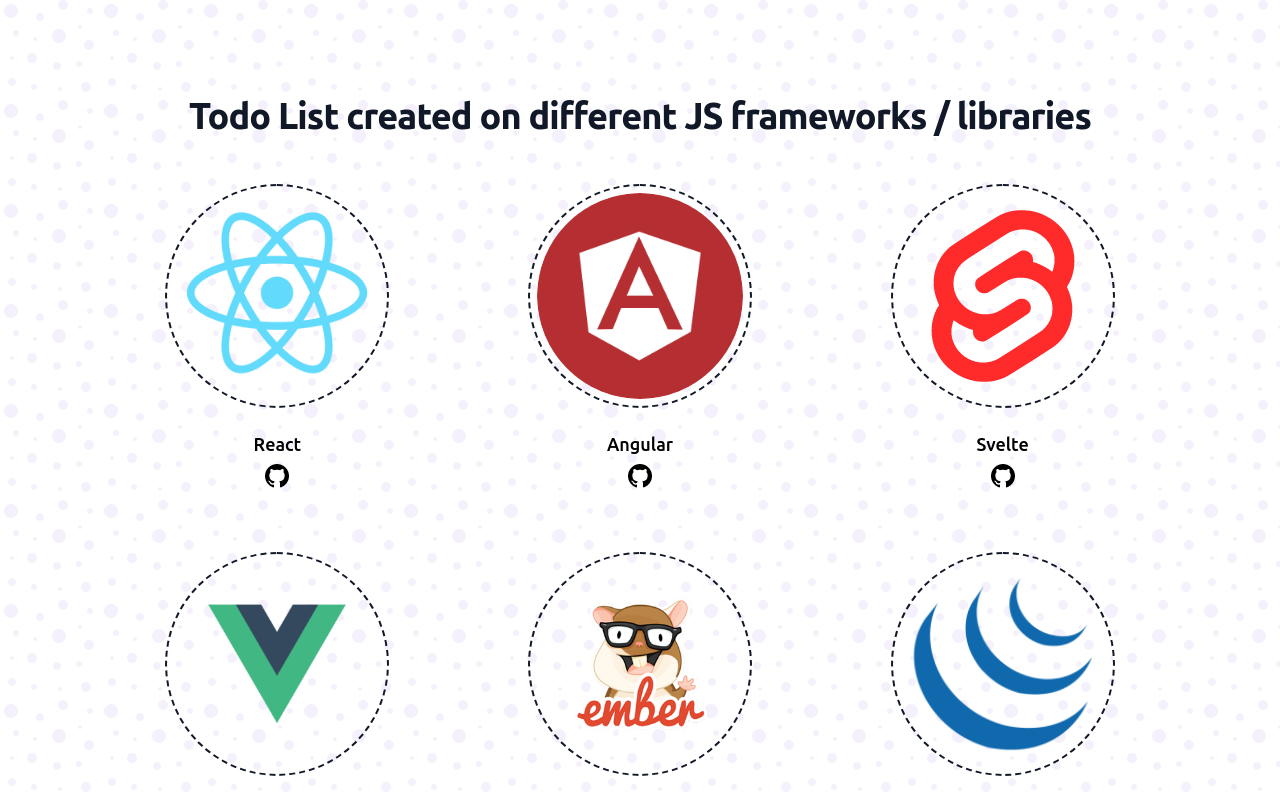 Todo List created on different JS frameworks / libraries
React
Angular
Svelte
ember